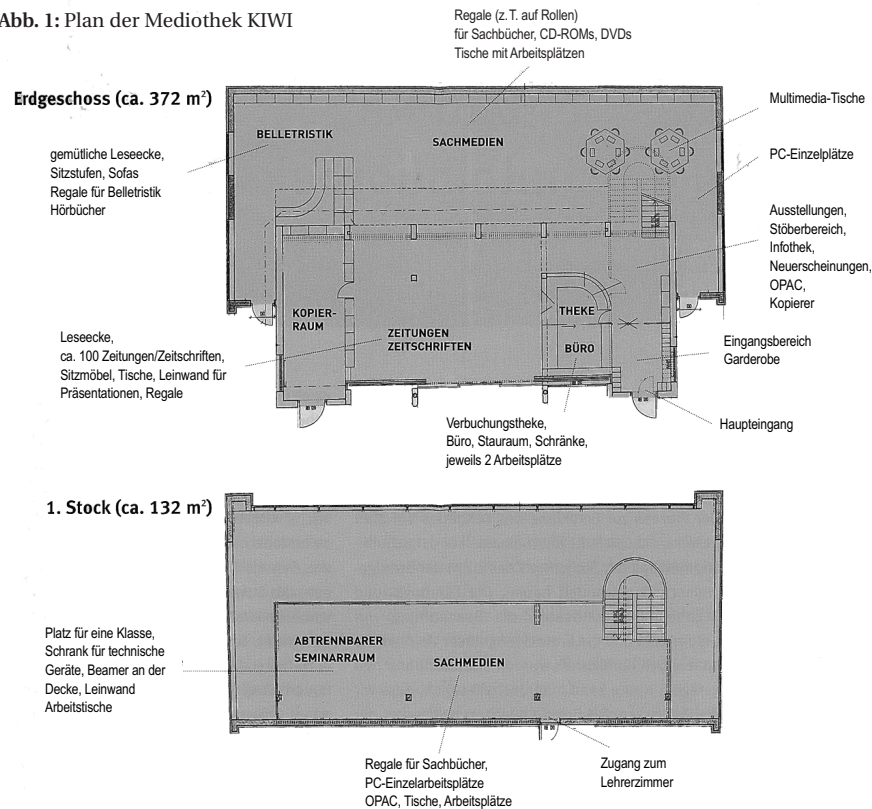 Abb. 1: Plan der Mediothek KIWI
Regale (z. T. auf Rollen)
für Sachbücher, CD-ROMs, DVDs
Tische mit Arbeitsplätzen
Erdgeschoss (ca. 372 m²)
BELLETRISTIK
SACHMEDIEN
Multimedia-Tische
gemütliche Leseecke,
Sitzstufen, Sofas
Regale für Belletristik
Hörbücher
PC-Einzelplätze
Ausstellungen,
Stöberbereich,
Infothek,
Neuerscheinungen,
OPAC,
Kopierer
KOPIER-
RAUM
ZEITUNGEN
ZEITSCHRIFTEN
THEKE
BÜRO
Leseecke,
ca. 100 Zeitungen/Zeitschriften,
Sitzmöbel, Tische, Leinwand für
Präsentationen, Regale
Eingangsbereich
Garderobe
Verbuchungstheke,
Büro, Stauraum, Schränke,
jeweils 2 Arbeitsplätze
Haupteingang
1. Stock (ca. 132 m²)
ABTRENNBARER
SEMINARRAUM
SACHMEDIEN
Platz für eine Klasse,
Schrank für technische
Geräte, Beamer an der
Decke, Leinwand
Arbeitstische
Regale für Sachbücher,
PC-Einzelarbeitsplätze
OPAC, Tische, Arbeitsplätze
Zugang zum
Lehrerzimmer